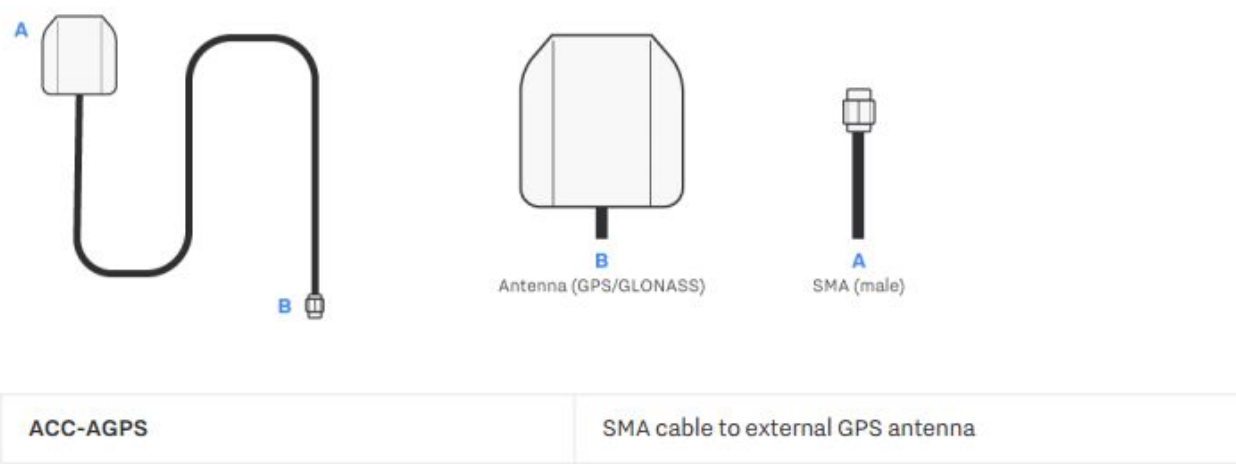 A
B
B
Antenna (GPS/GLONASS)
A
SMA (male)
ACC-AGPS
SMA cable to external GPS antenna